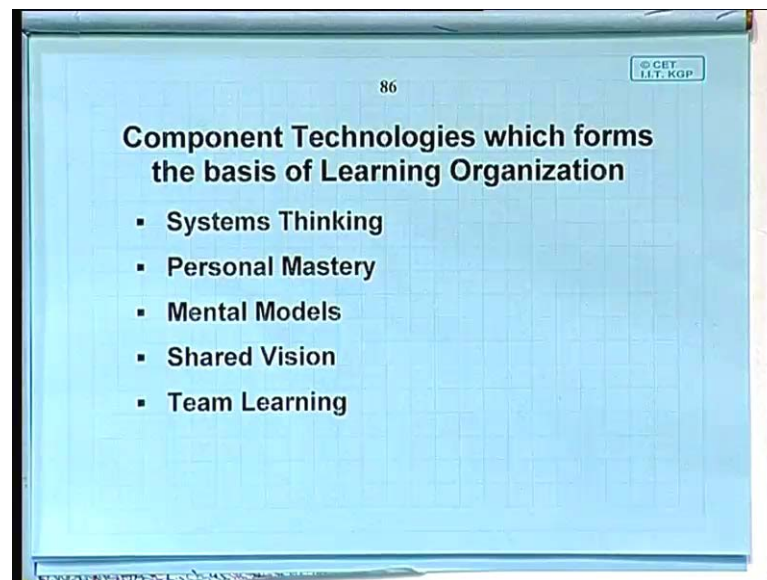 © CET
I.I.T. KGP
86
Component Technologies which forms
the basis of Learning Organization
▪ Systems Thinking
▪ Personal Mastery
▪ Mental Models
▪ Shared Vision
▪ Team Learning